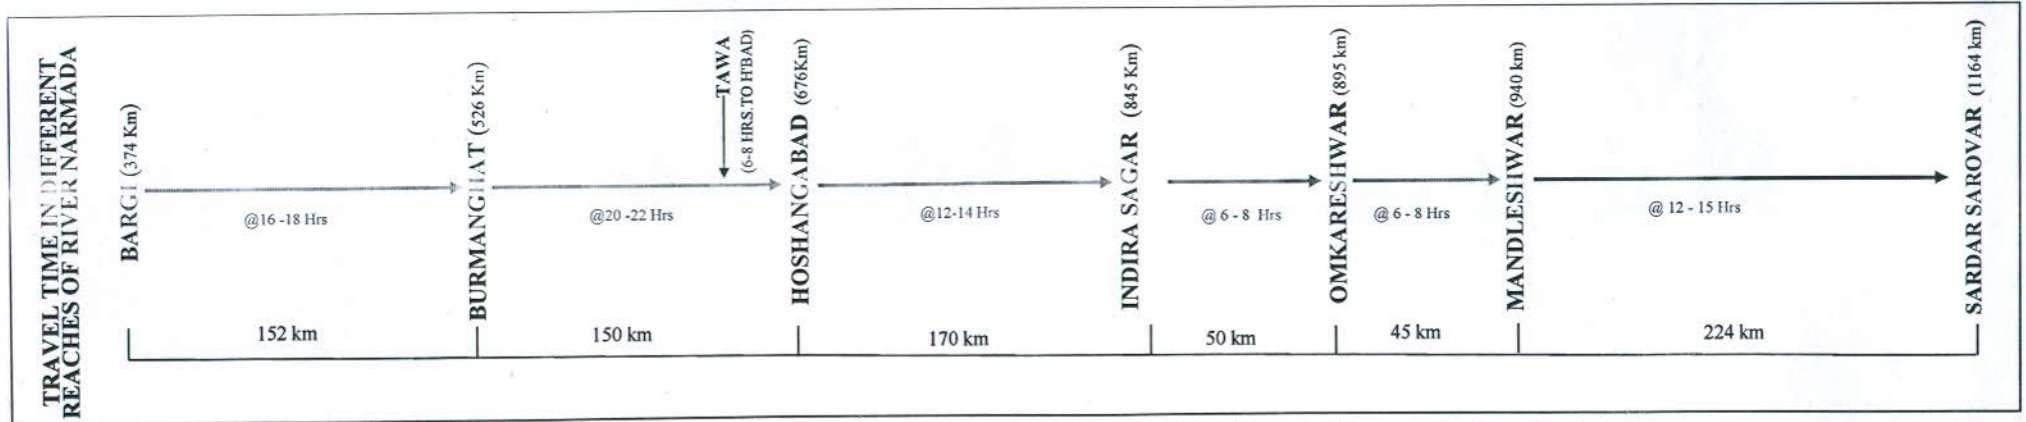 TRAVEL TIME IN DIFFERENT
REACHES OF RIVER NARMADA
BARGI (374 Km)
@16 -18 Hrs
BURMANGHAT (526 Km)
@20 -22 Hrs
TAWA
(6-8 HRS.TO H'BAD)
HOSHANGABAD (676Km)
@12-14 Hrs
INDIRA SAGAR (845 Km)
@ 6 - 8 Hrs
OMKARESHWAR (895 km)
@ 6 - 8 Hrs
MANDLESHWAR (940 km)
@ 12 - 15 Hrs
SARDAR SAROVAR (1164 km)
152 km
150 km
170 km
50 km
45 km
224 km